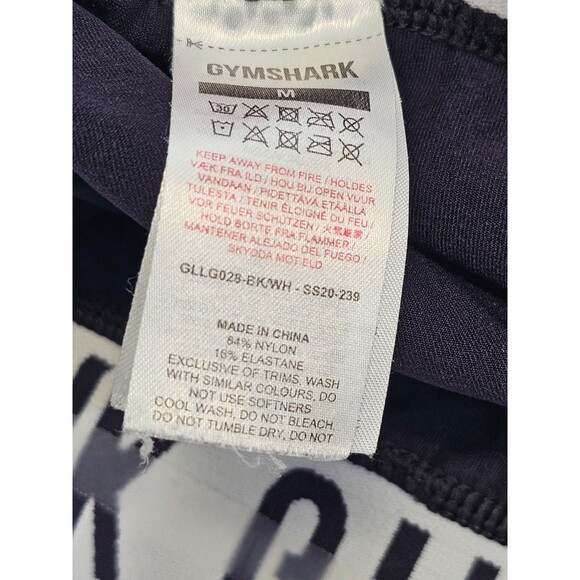 GYMSHARK
M
30
KEEP AWAY FROM FIRE / HOLDES
VÆK FRA ILD / HOU BIJ OPEN VUUR
VANDAAN / PIDETTÄVÄ ETÄÄLLÄ
TULESTA / TENIR ÉLOIGNÉ DU FEU /
VOR FEUER SCHÜTZEN / 火気厳禁 /
HOLD BORTE FRA FLAMMER /
MANTENER ALEJADO DEL FUEGO /
SKYDDA MOT ELD
GLLG028-BK/WH - SS20-239
MADE IN CHINA
84% NYLON
16% ELASTANE
EXCLUSIVE OF TRIMS, WASH
WITH SIMILAR COLOURS, DO
NOT USE SOFTNERS
COOL WASH, DO NOT BLEACH,
DO NOT TUMBLE DRY, DO NOT